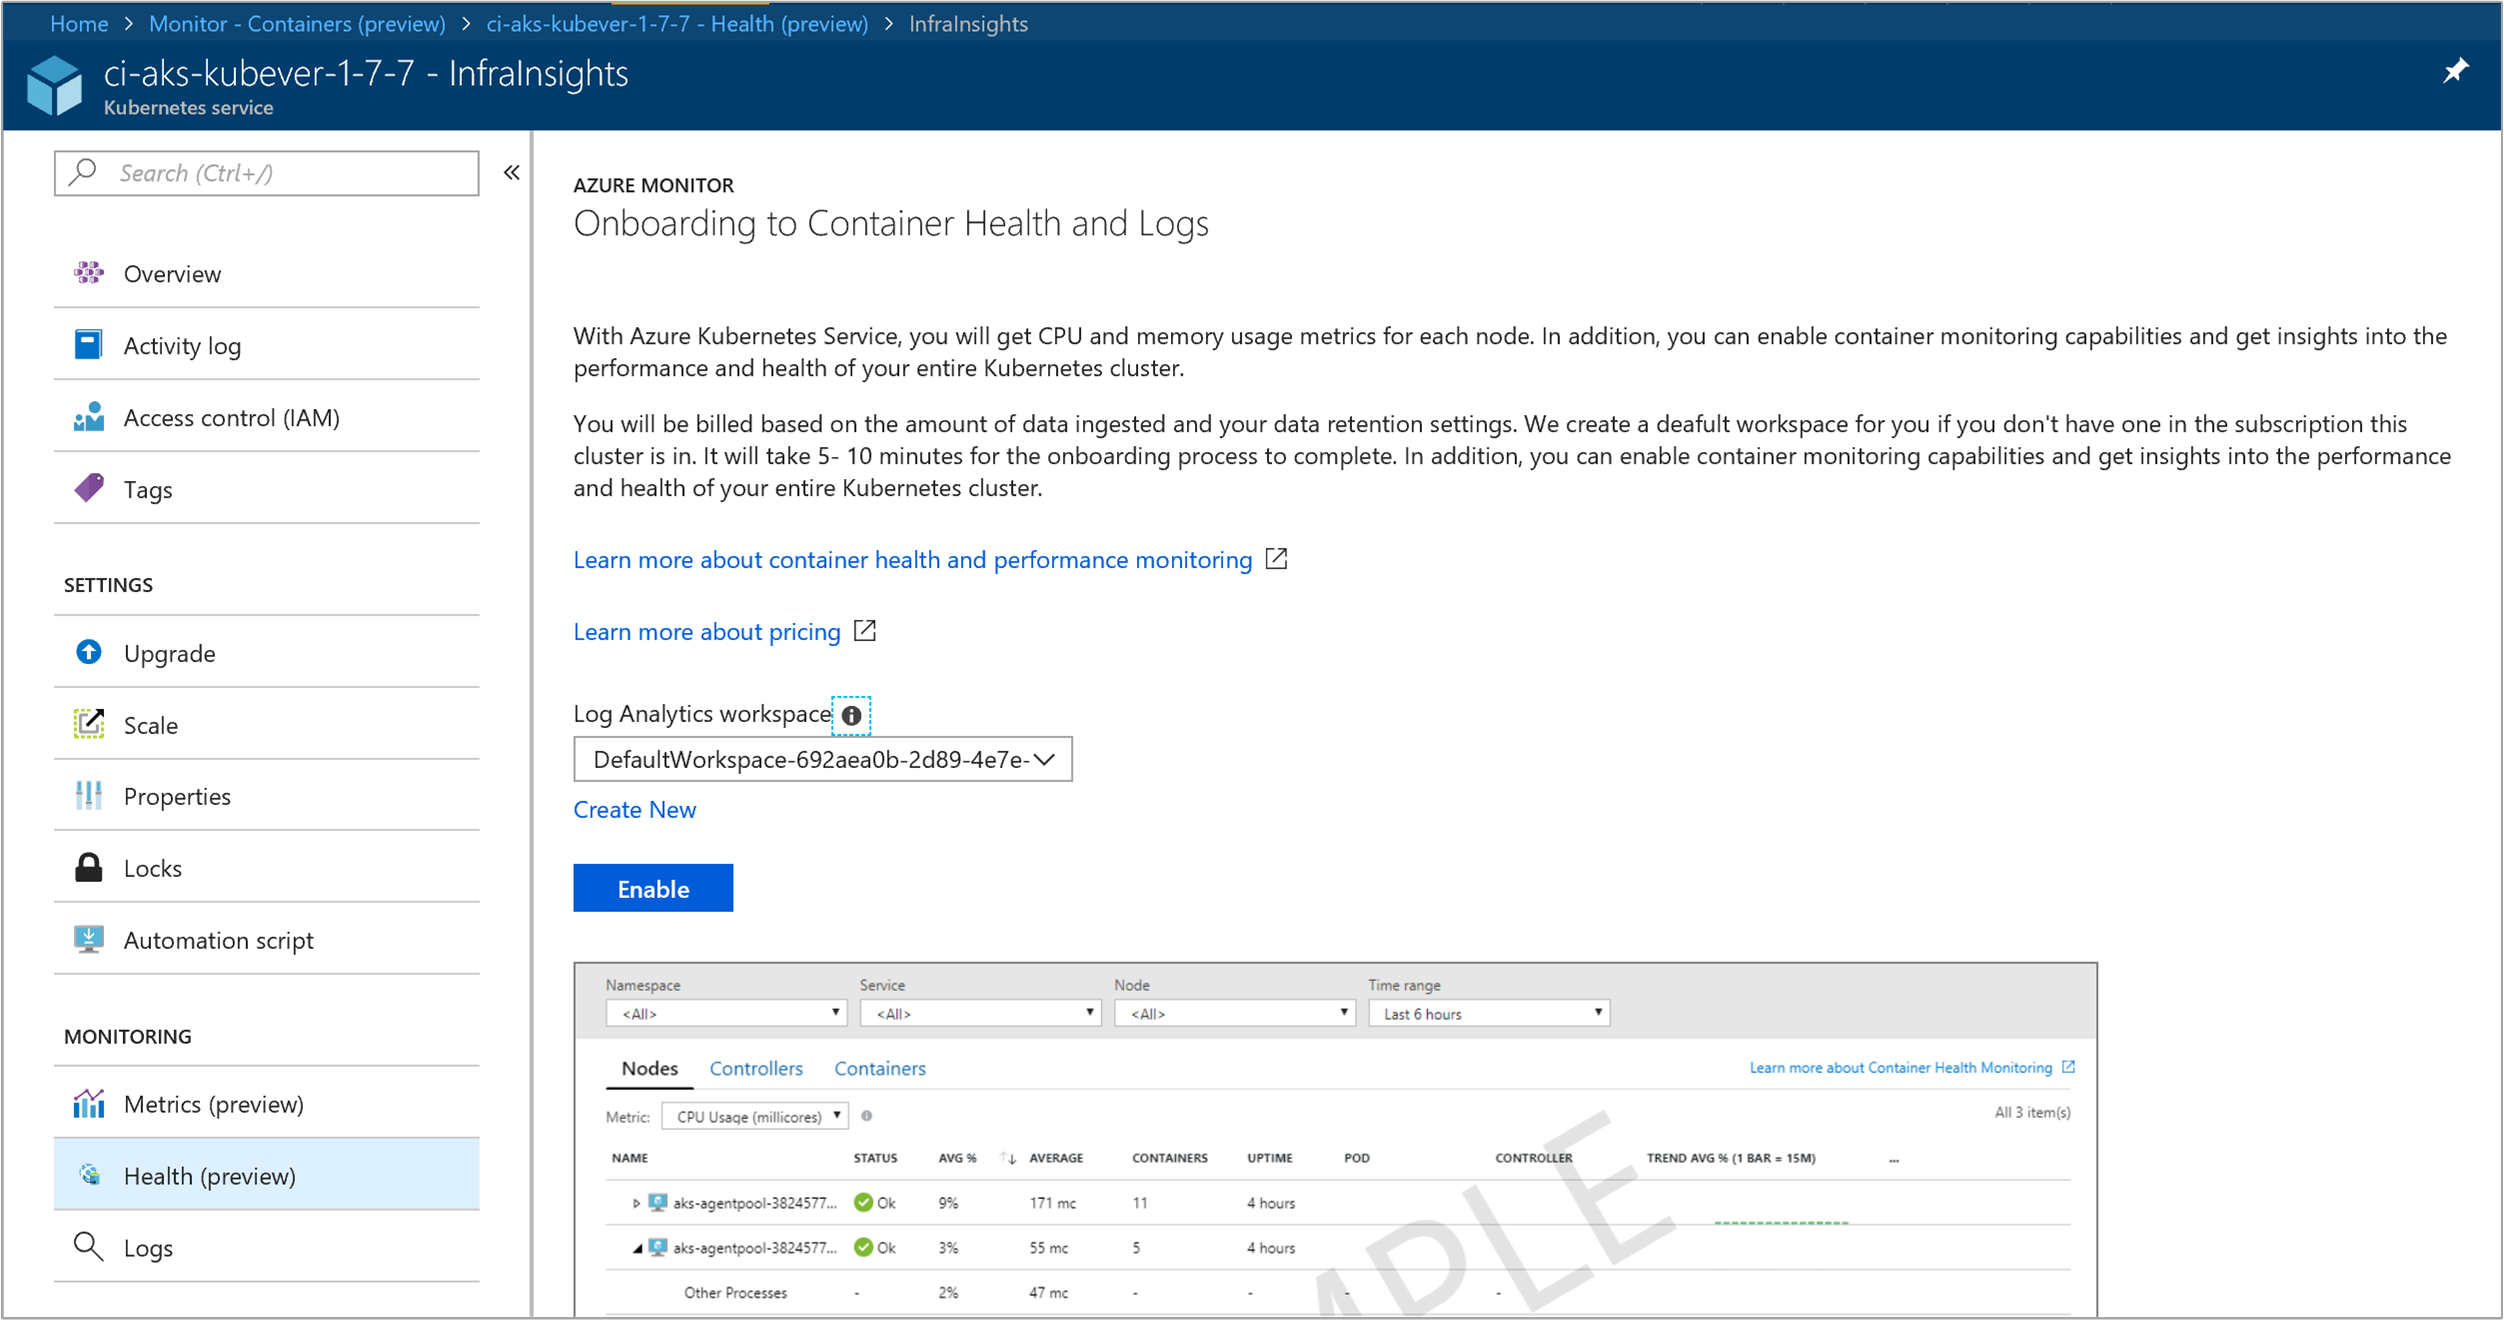 Home > Monitor - Containers (preview) > ci-aks-kubever-1-7-7 - Health (preview) > InfraInsights
ci-aks-kubever-1-7-7 - InfraInsights
Kubernetes service
Search (Ctrl+/)
«
Overview
Activity log
Access control (IAM)
Tags
SETTINGS
Upgrade
Scale
Properties
Locks
Automation script
MONITORING
Metrics (preview)
Health (preview)
Logs
AZURE MONITOR
Onboarding to Container Health and Logs
With Azure Kubernetes Service, you will get CPU and memory usage metrics for each node. In addition, you can enable container monitoring capabilities and get insights into the
performance and health of your entire Kubernetes cluster.
You will be billed based on the amount of data ingested and your data retention settings. We create a deafult workspace for you if you don't have one in the subscription this
cluster is in. It will take 5- 10 minutes for the onboarding process to complete. In addition, you can enable container monitoring capabilities and get insights into the performance
and health of your entire Kubernetes cluster.
Learn more about container health and performance monitoring
Learn more about pricing
Log Analytics workspace
DefaultWorkspace-692aea0b-2d89-4e7e-
Create New
Enable
Namespace Service Node Time range
<All> <All> <All> Last 6 hours
Nodes Controllers Containers Learn more about Container Health Monitoring
Metric: CPU Usage (millicores) All 3 item(s)
NAME STATUS AVG % AVERAGE CONTAINERS UPTIME POD CONTROLLER TREND AVG % (1 BAR = 15M) ...
aks-agentpool-3824577... Ok 9% 171 mc 11 4 hours
aks-agentpool-3824577... Ok 3% 55 mc 5 4 hours
Other Processes - 2% 47 mc - - - -